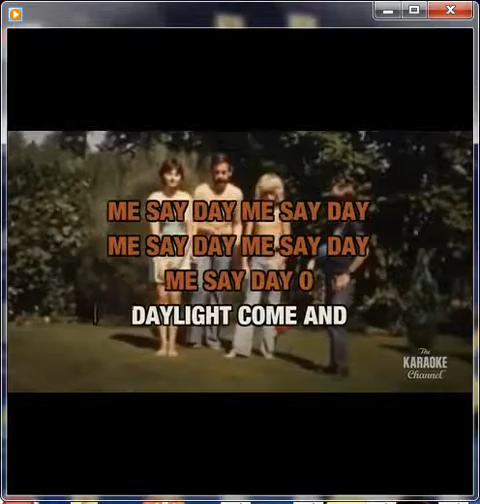 ME SAY DAY ME SAY DAY
ME SAY DAY ME SAY DAY
ME SAY DAY O
DAYLIGHT COME AND
The
KARAOKE
Channel